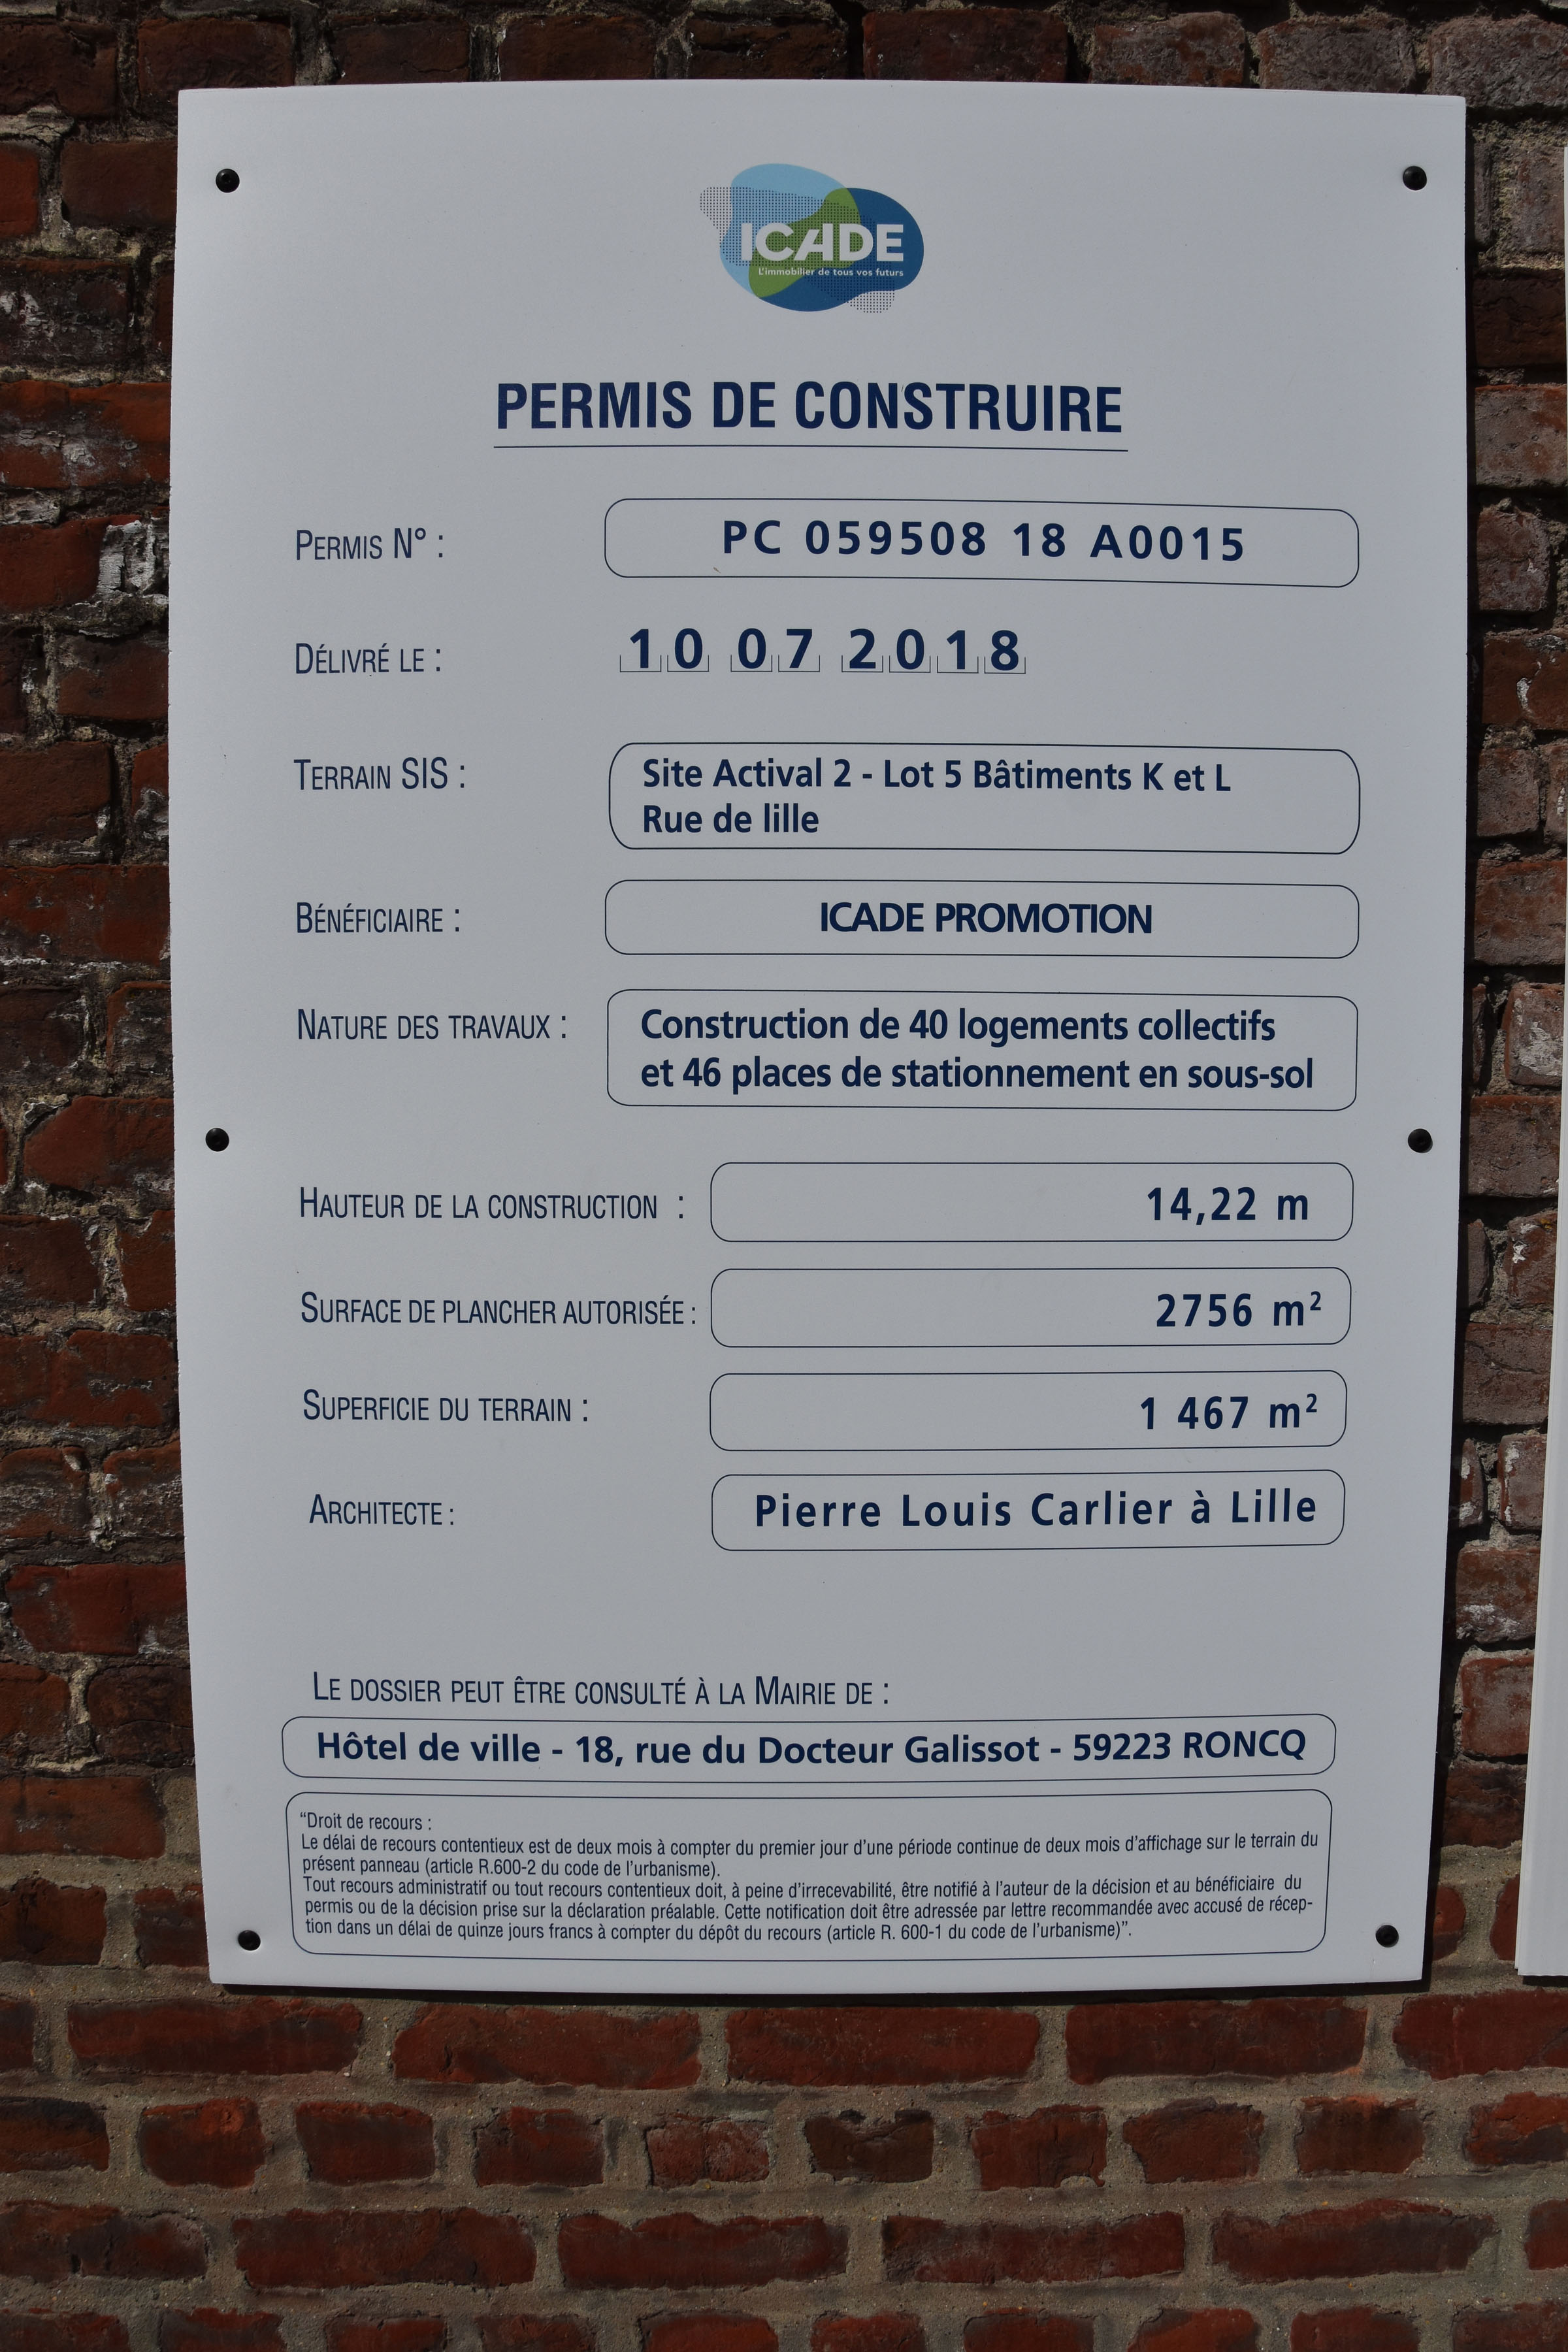 ICADE
L'immobilier de tous vos futurs
PERMIS DE CONSTRUIRE
PERMIS N° : PC 059508 18 A0015
DÉLIVRÉ LE : 10 07 2018
TERRAIN SIS : Site Actival 2 - Lot 5 Bâtiments K et L
Rue de lille
BÉNÉFICIAIRE : ICADE PROMOTION
NATURE DES TRAVAUX : Construction de 40 logements collectifs
et 46 places de stationnement en sous-sol
HAUTEUR DE LA CONSTRUCTION : 14,22 m
SURFACE DE PLANCHER AUTORISÉE : 2756 m²
SUPERFICIE DU TERRAIN : 1 467 m²
ARCHITECTE : Pierre Louis Carlier à Lille
LE DOSSIER PEUT ÊTRE CONSULTÉ À LA MAIRIE DE :
Hôtel de ville - 18, rue du Docteur Galissot - 59223 RONCQ
“Droit de recours :
Le délai de recours contentieux est de deux mois à compter du premier jour d'une période continue de deux mois d'affichage sur le terrain du
présent panneau (article R.600-2 du code de l'urbanisme).
Tout recours administratif ou tout recours contentieux doit, à peine d'irrecevabilité, être notifié à l'auteur de la décision et au bénéficiaire du
permis ou de la décision prise sur la déclaration préalable. Cette notification doit être adressée par lettre recommandée avec accusé de récep-
tion dans un délai de quinze jours francs à compter du dépôt du recours (article R. 600-1 du code de l'urbanisme)”.